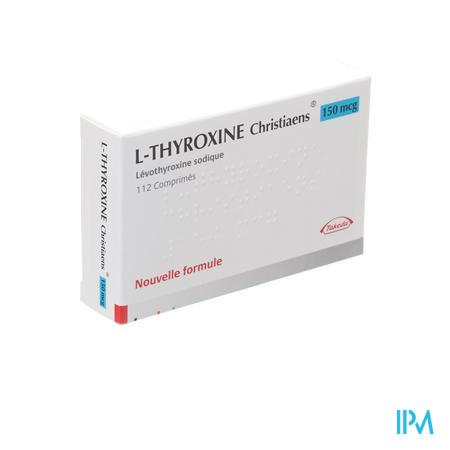 L-THYROXINE Christiaens® 150 mcg
Lévothyroxine sodique
112 Comprimés
Takeda
Nouvelle formule
L-THYROXINE Christiaens® 150 mcg
IPM